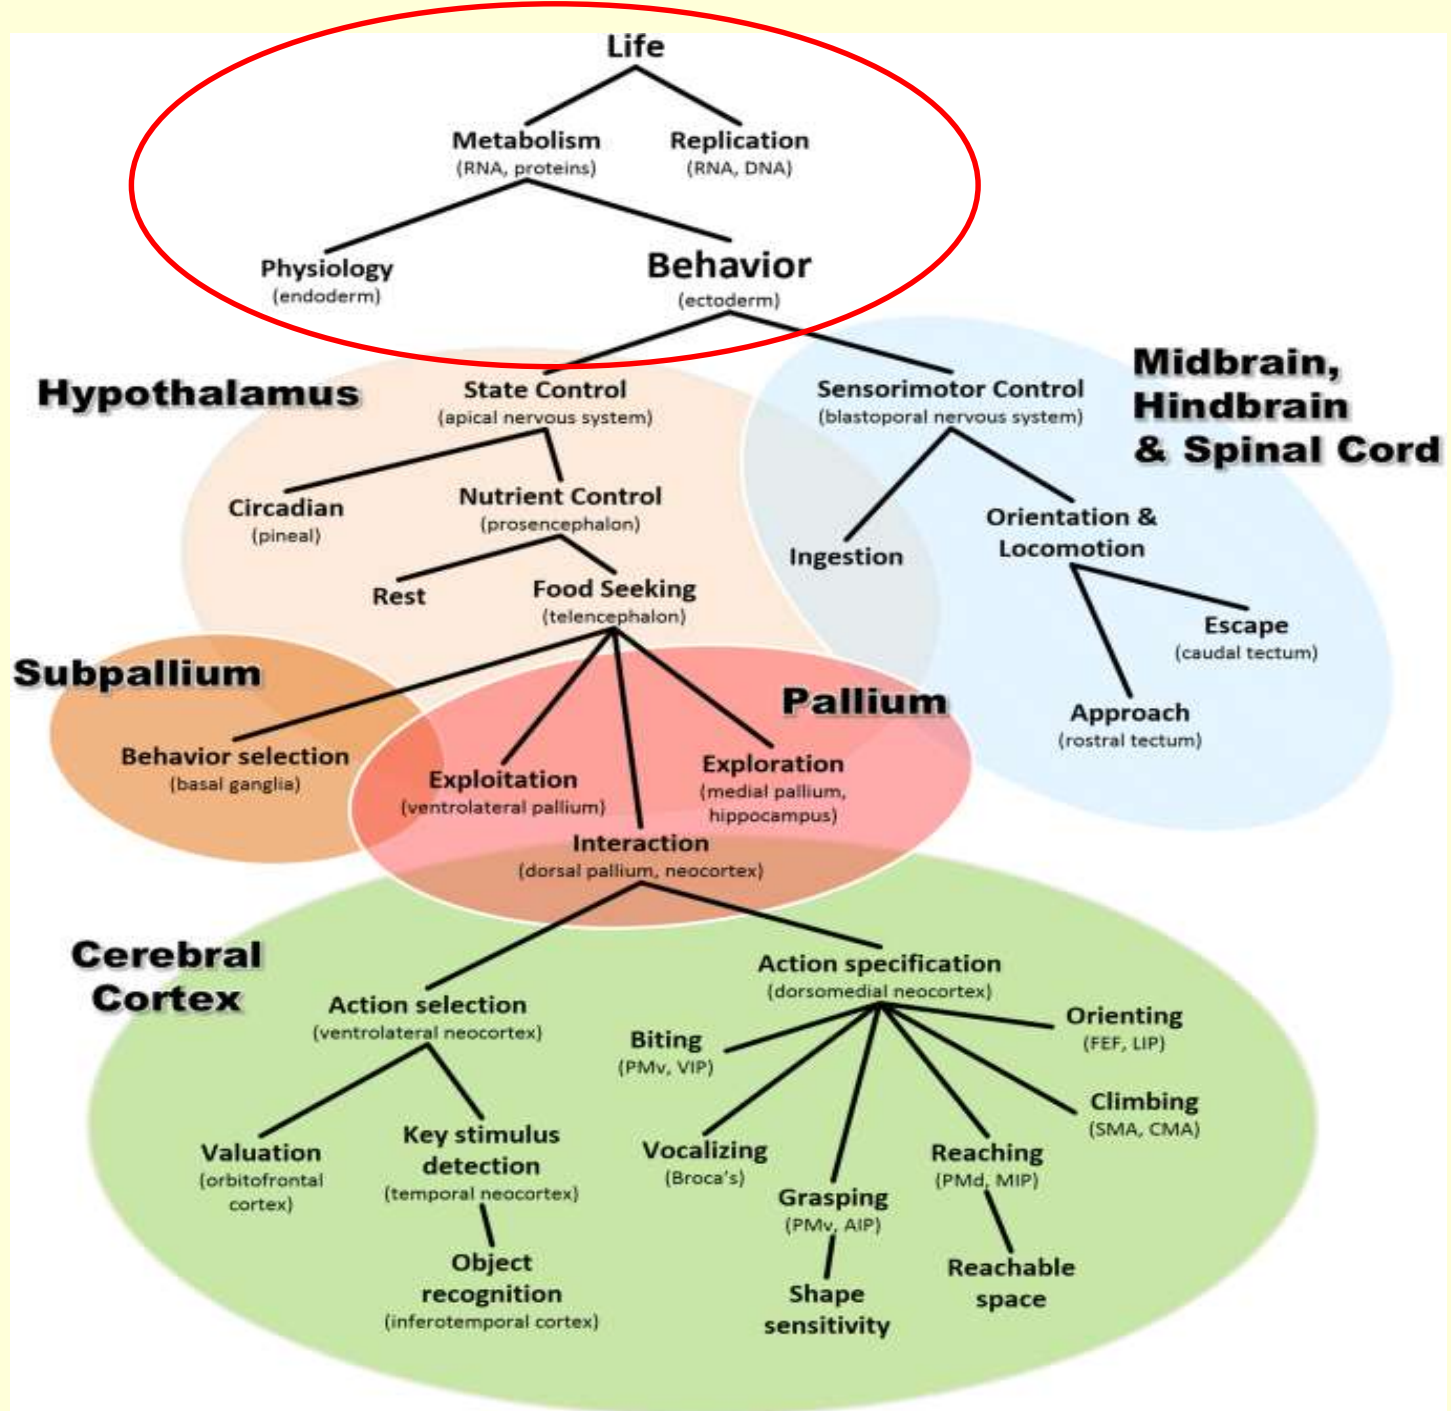 Life
Metabolism
(RNA, proteins)
Replication
(RNA, DNA)
Physiology
(endoderm)
Behavior
(ectoderm)
Hypothalamus
State Control
(apical nervous system)
Sensorimotor Control
(blastoporal nervous system)
Midbrain,
Hindbrain
& Spinal Cord
Circadian
(pineal)
Nutrient Control
(prosencephalon)
Ingestion
Orientation &
Locomotion
Rest
Food Seeking
(telencephalon)
Escape
(caudal tectum)
Approach
(rostral tectum)
Subpallium
Pallium
Behavior selection
(basal ganglia)
Exploitation
(ventrolateral pallium)
Exploration
(medial pallium,
hippocampus)
Interaction
(dorsal pallium, neocortex)
Cerebral
Cortex
Action selection
(ventrolateral neocortex)
Action specification
(dorsomedial neocortex)
Biting
(PMv, VIP)
Orienting
(FEF, LIP)
Climbing
(SMA, CMA)
Valuation
(orbitofrontal
cortex)
Key stimulus
detection
(temporal neocortex)
Vocalizing
(Broca's)
Grasping
(PMv, AIP)
Reaching
(PMd, MIP)
Object
recognition
(inferotemporal cortex)
Shape
sensitivity
Reachable
space